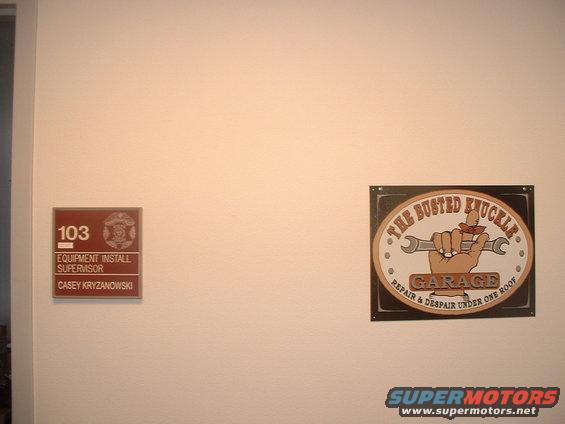 103
EQUIPMENT INSTALL
SUPERVISOR
CASEY KRYZANOWSKI
THE BUSTED KNUCKLE
GARAGE
REPAIR & DESPAIR UNDER ONE ROOF
SUPERMOTORS
www.supermotors.net